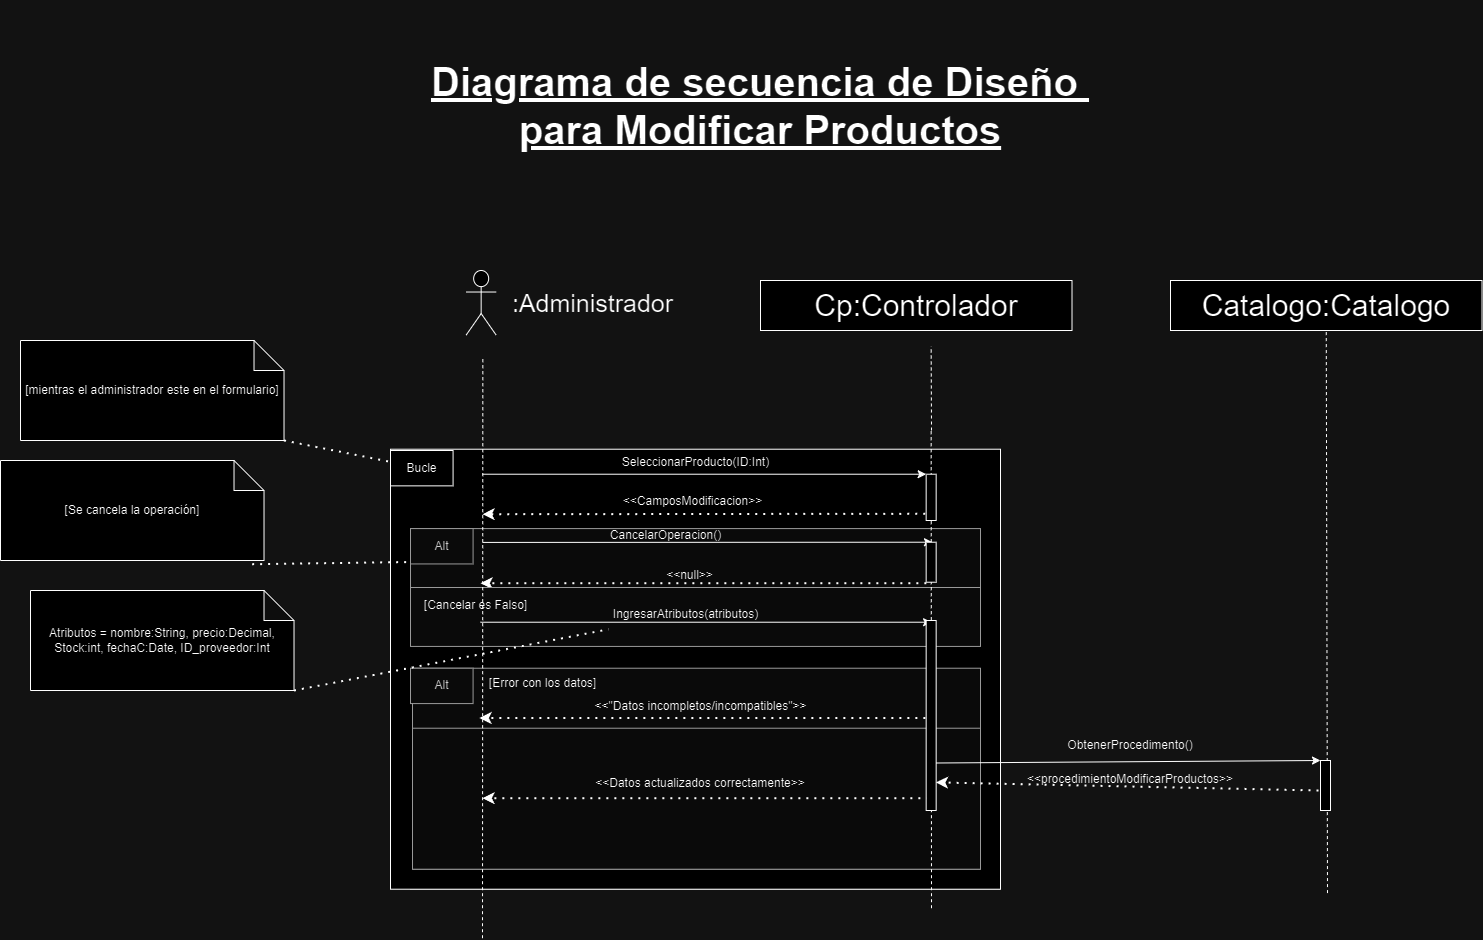 Diagrama de secuencia de Diseño
para Modificar Productos
:Administrador
Cp:Controlador
Catalogo:Catalogo
[mientras el administrador este en el formulario]
Bucle
SeleccionarProducto(ID:Int)
<<CamposModificacion>>
[Se cancela la operación]
Alt
CancelarOperacion()
<<null>>
[Cancelar es Falso]
IngresarAtributos(atributos)
Atributos = nombre:String, precio:Decimal,
Stock:int, fechaC:Date, ID_proveedor:Int
Alt
[Error con los datos]
<<"Datos incompletos/incompatibles">>
ObtenerProcedimento()
<<procedimientoModificarProductos>>
<<Datos actualizados correctamente>>